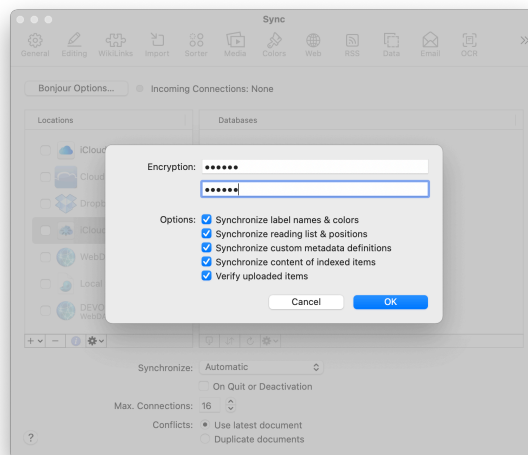 Sync
General Editing WikiLinks Import Sorter Media Colors Web RSS Data Email OCR
Bonjour Options... Incoming Connections: None
Locations Databases
iCloud
Cloud
Dropb
iCloud
WebD
Local
DEVO
WebDA
Encryption: ●●●●●●
●●●●●●
Options: Synchronize label names & colors
Synchronize reading list & positions
Synchronize custom metadata definitions
Synchronize content of indexed items
Verify uploaded items
Cancel OK
Synchronize: Automatic
On Quit or Deactivation
Max. Connections: 16
Conflicts: Use latest document
Duplicate documents
?